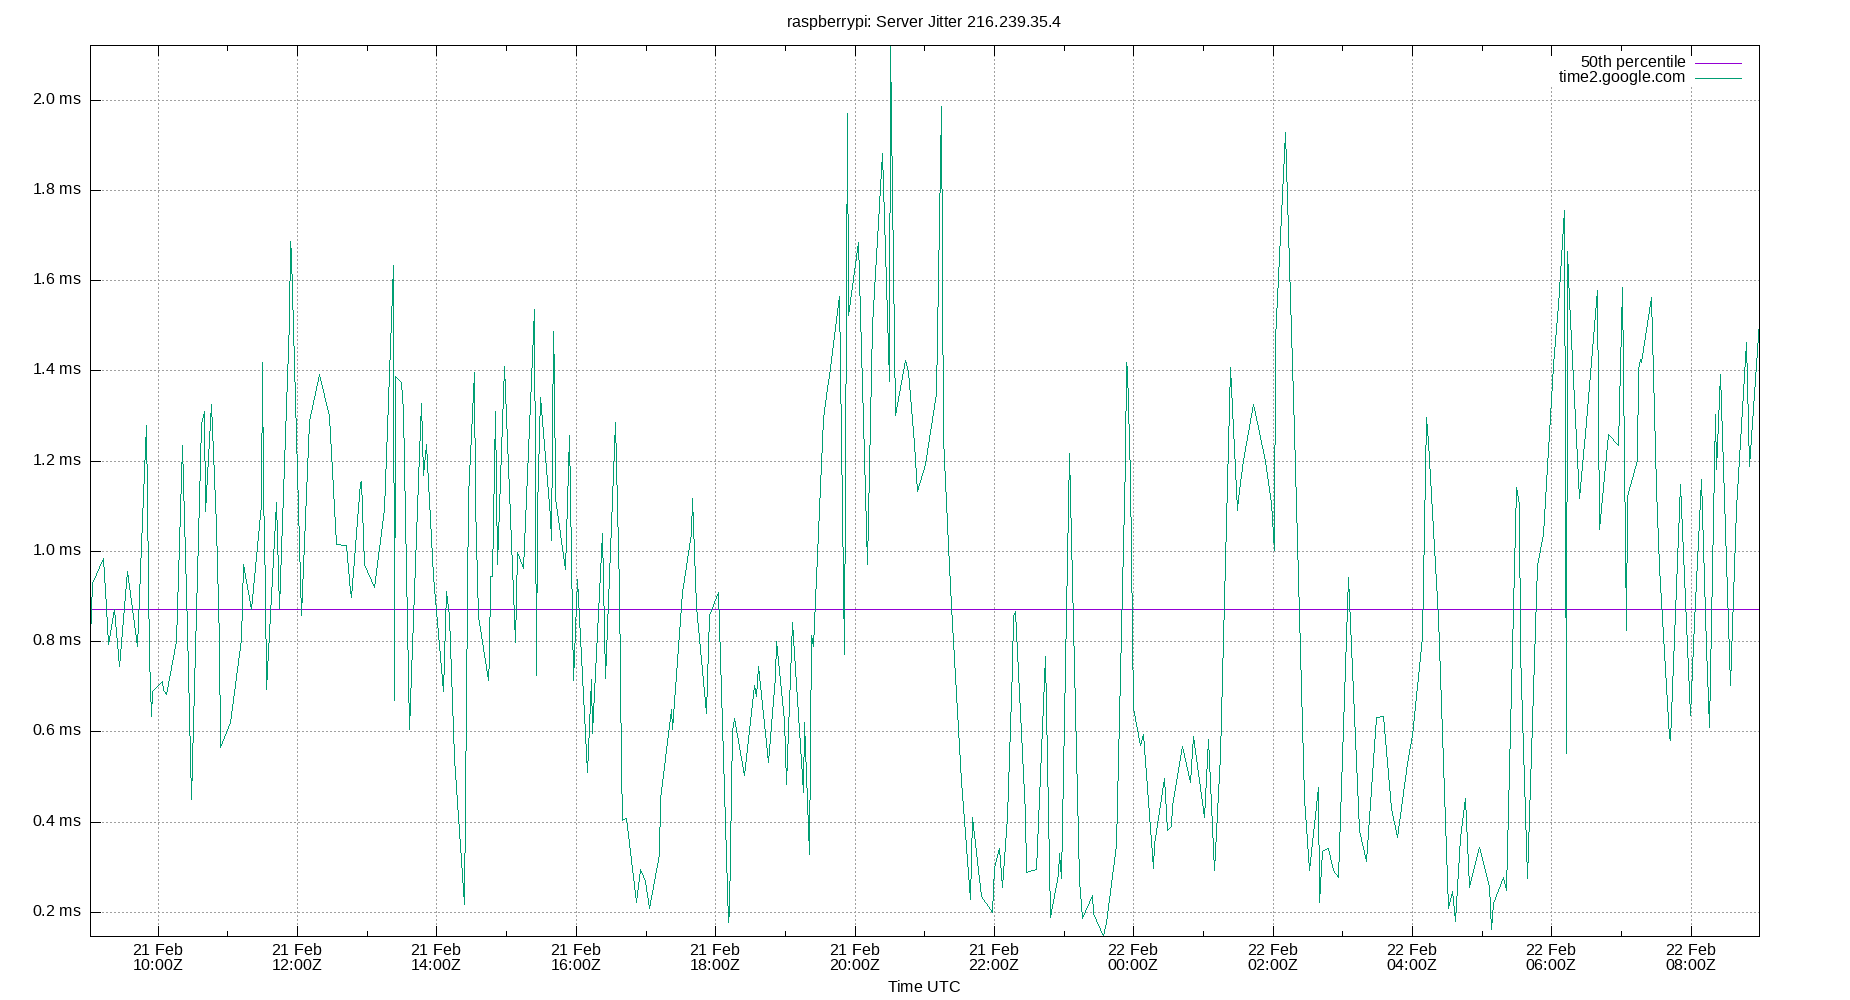 raspberrypi: Server Jitter 216.239.35.4
50th percentile
time2.google.com
2.0 ms
1.8 ms
1.6 ms
1.4 ms
1.2 ms
1.0 ms
0.8 ms
0.6 ms
0.4 ms
0.2 ms
21 Feb 21 Feb 21 Feb 21 Feb 21 Feb 21 Feb 21 Feb 22 Feb 22 Feb 22 Feb 22 Feb 22 Feb
10:00Z 12:00Z 14:00Z 16:00Z 18:00Z 20:00Z 22:00Z 00:00Z 02:00Z 04:00Z 06:00Z 08:00Z
Time UTC